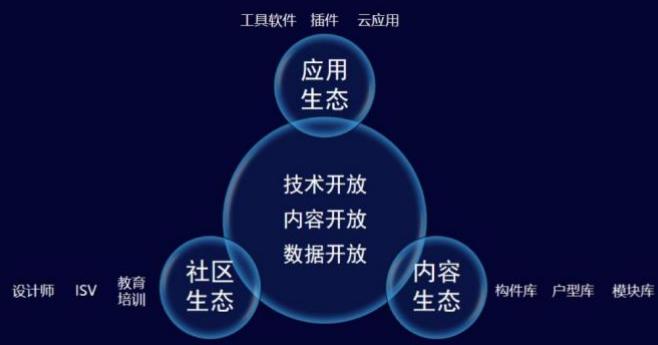 工具软件 插件 云应用
应用
生态
技术开放
内容开放
数据开放
社区
生态
设计师 ISV 教育
培训
内容
生态
构件库 户型库 模块库